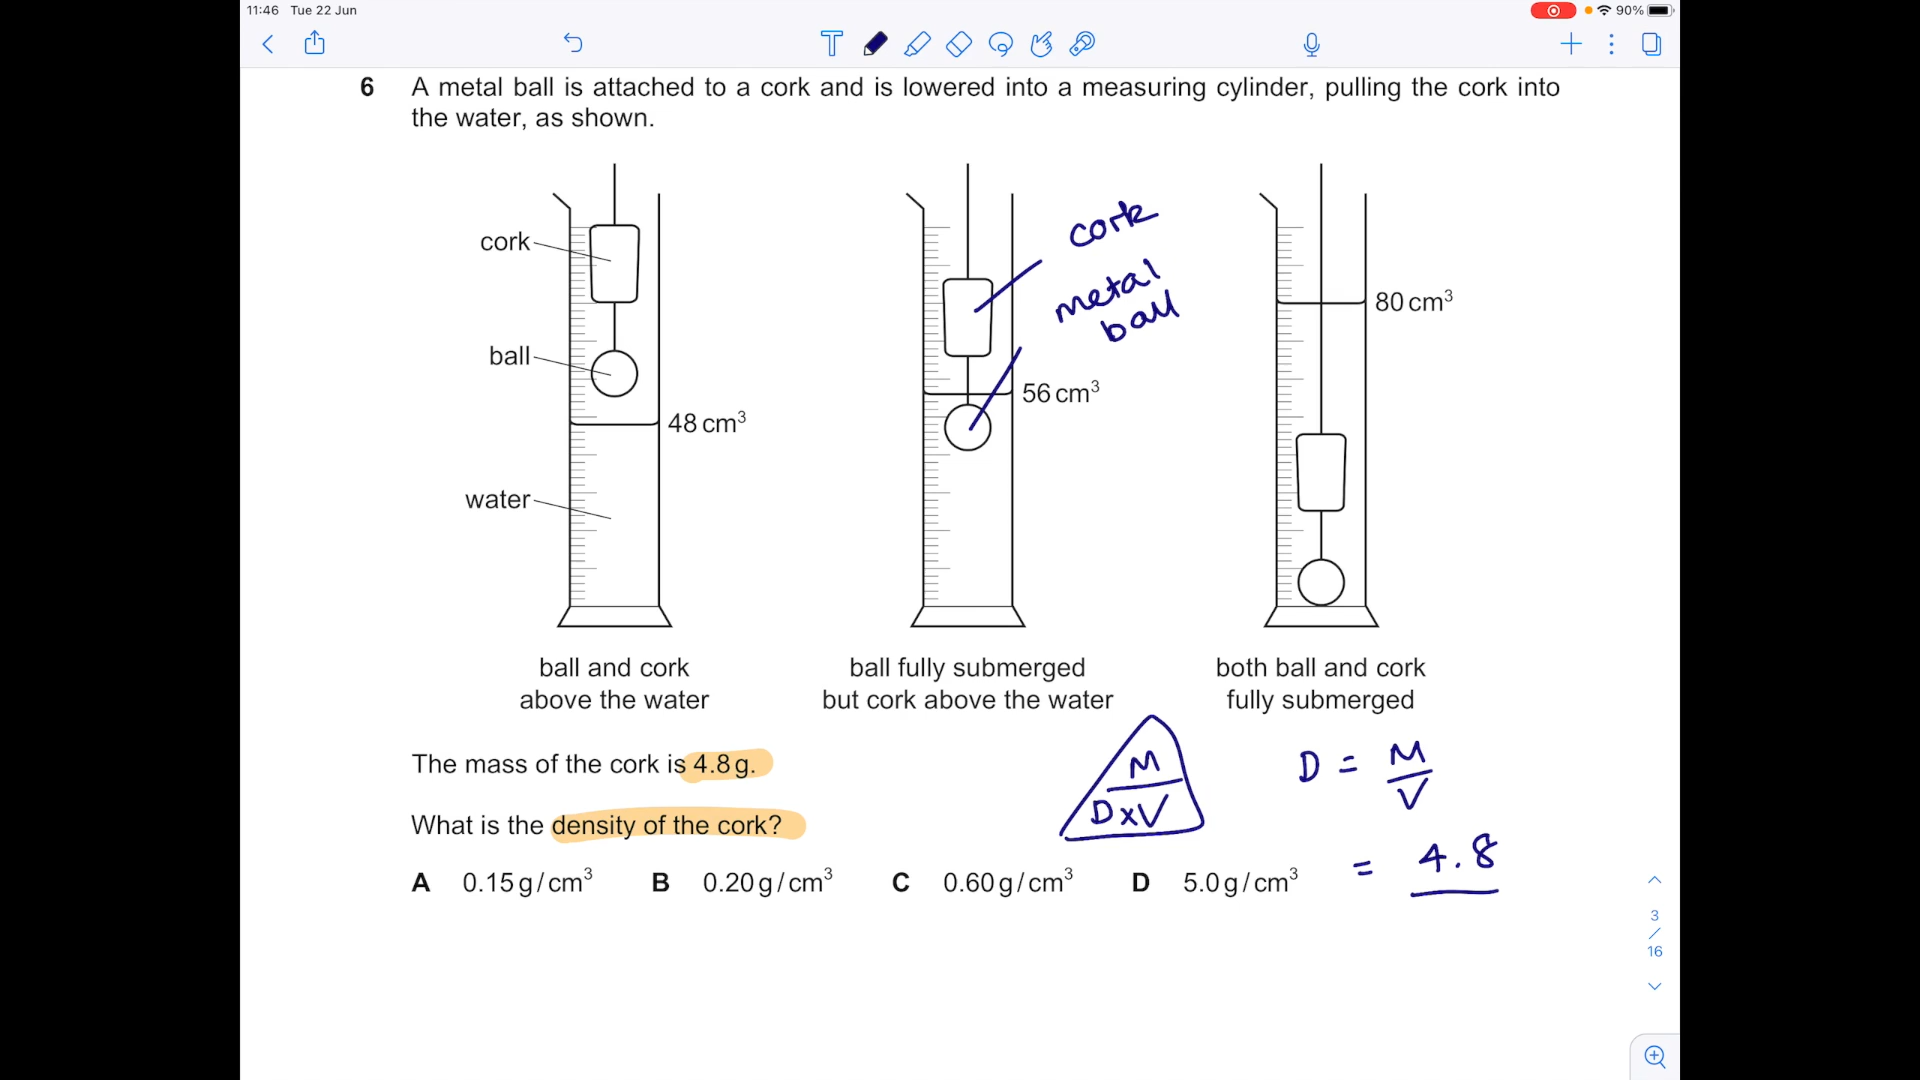 11:46 Tue 22 Jun
90%
6 A metal ball is attached to a cork and is lowered into a measuring cylinder, pulling the cork into
the water, as shown.
cork
ball
water
48 cm³
cork
metal
ball
56 cm³
80 cm³
ball and cork
above the water
ball fully submerged
but cork above the water
both ball and cork
fully submerged
The mass of the cork is 4.8 g.
What is the density of the cork?
M
D×V
D = M
V
= 4.8
A 0.15 g/cm³ B 0.20 g/cm³ C 0.60 g/cm³ D 5.0 g/cm³
3
/
16